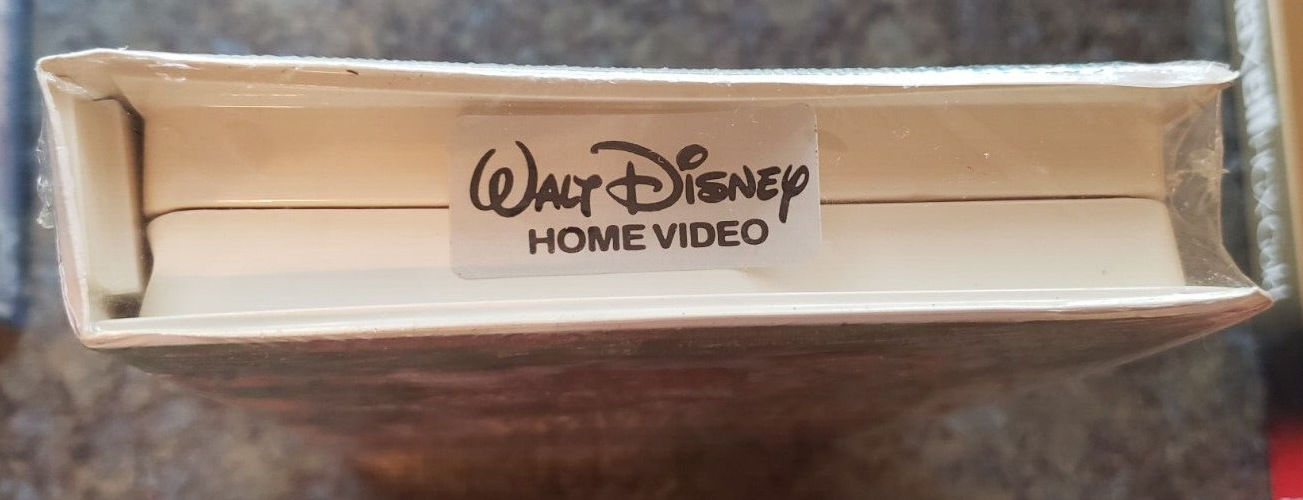 WALT DISNEY
HOME VIDEO